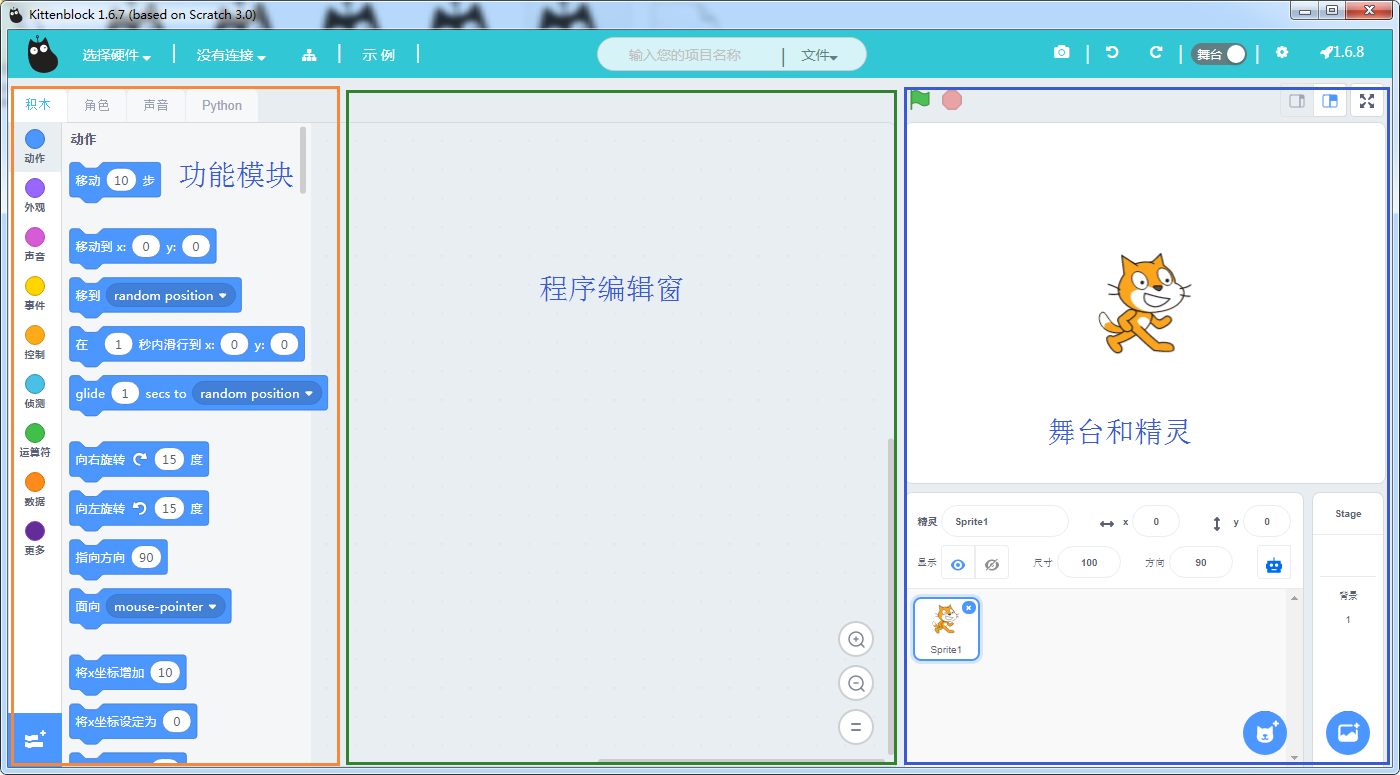 Kittenblock 1.6.7 (based on Scratch 3.0)
选择硬件 没有连接 示 例 输入您的项目名称 文件 舞台 1.6.8
积木 角色 声音 Python
动作
外观
声音
事件
控制
侦测
运算符
数据
更多
动作
移动 10 步
功能模块
移动到 x: 0 y: 0
移到 random position
在 1 秒内滑行到 x: 0 y: 0
glide 1 secs to random position
向右旋转 15 度
向左旋转 15 度
指向方向 90
面向 mouse-pointer
将x坐标增加 10
将x坐标设定为 0
程序编辑窗
舞台和精灵
精灵 Sprite1 x 0 y 0
显示 尺寸 100 方向 90
Sprite1
Stage
背景
1